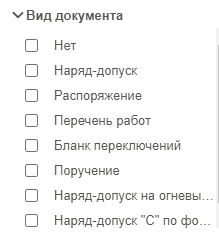 Вид документа
Нет
Наряд-допуск
Распоряжение
Перечень работ
Бланк переключений
Поручение
Наряд-допуск на огневы...
Наряд-допуск "С" по фо...